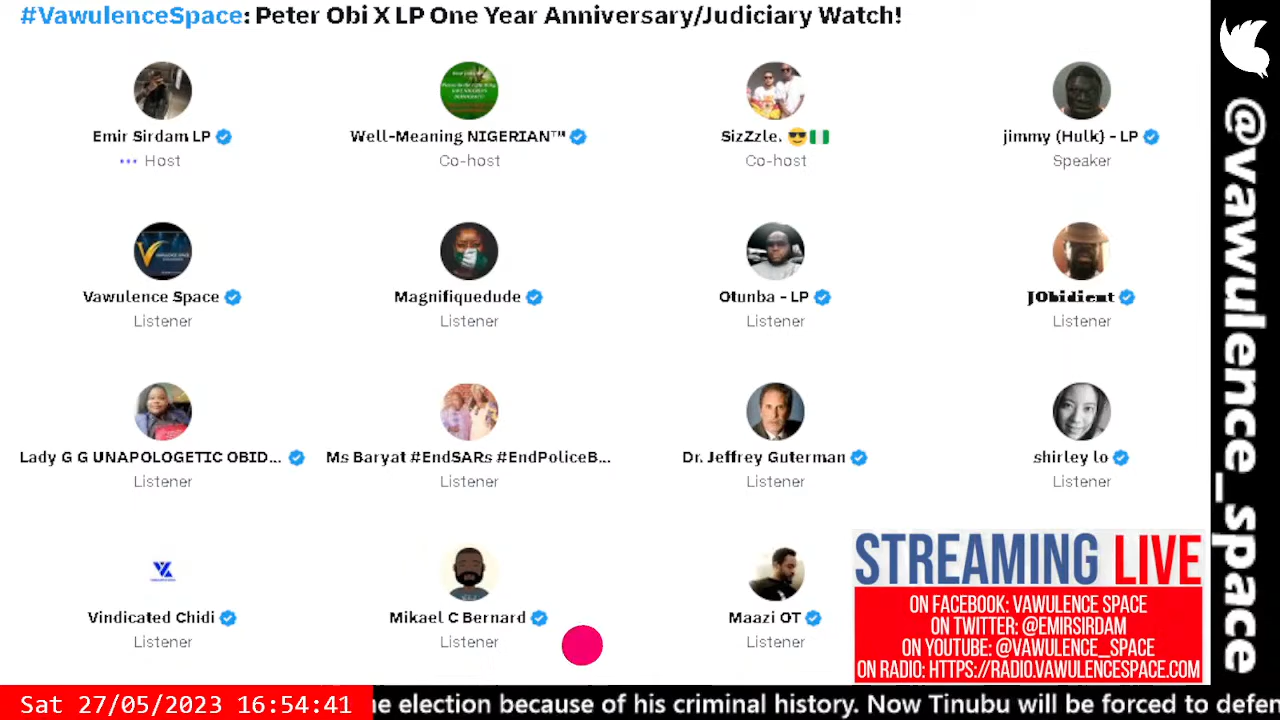 #VawulenceSpace: Peter Obi X LP One Year Anniversary/Judiciary Watch!
Emir Sirdam LP
Host
Well-Meaning NIGERIAN™
Co-host
SizZzle. 😎🇳🇬
Co-host
jimmy (Hulk) - LP
Speaker
Vawulence Space
Listener
Magnifiquedude
Listener
Otunba - LP
Listener
JObidient
Listener
Lady G G UNAPOLOGETIC OBID...
Listener
Ms Baryat #EndSARs #EndPoliceB...
Listener
Dr. Jeffrey Guterman
Listener
shirley lo
Listener
Vindicated Chidi
Listener
Mikael C Bernard
Listener
Maazi OT
Listener
STREAMING LIVE
ON FACEBOOK: VAWULENCE SPACE
ON TWITTER: @EMIRSIRDAM
ON YOUTUBE: @VAWULENCE_SPACE
ON RADIO: HTTPS://RADIO.VAWULENCESPACE.COM
@vawulence_space
Sat 27/05/2023 16:54:41
election because of his criminal history. Now Tinubu will be forced to defen